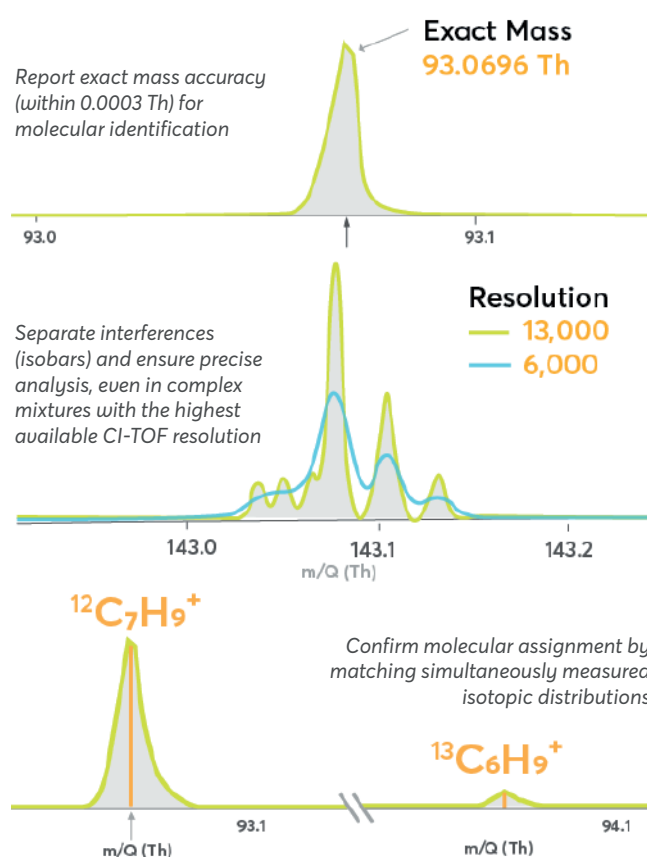 Exact Mass
93.0696 Th
Report exact mass accuracy
(within 0.0003 Th) for
molecular identification
93.0
93.1
Resolution
13,000
6,000
Separate interferences
(isobars) and ensure precise
analysis, even in complex
mixtures with the highest
available CI-TOF resolution
143.0
143.1
143.2
m/Q (Th)
¹²C₇H₉⁺
Confirm molecular assignment by
matching simultaneously measured
isotopic distributions
¹³C₆H₉⁺
93.1
94.1
m/Q (Th)
m/Q (Th)